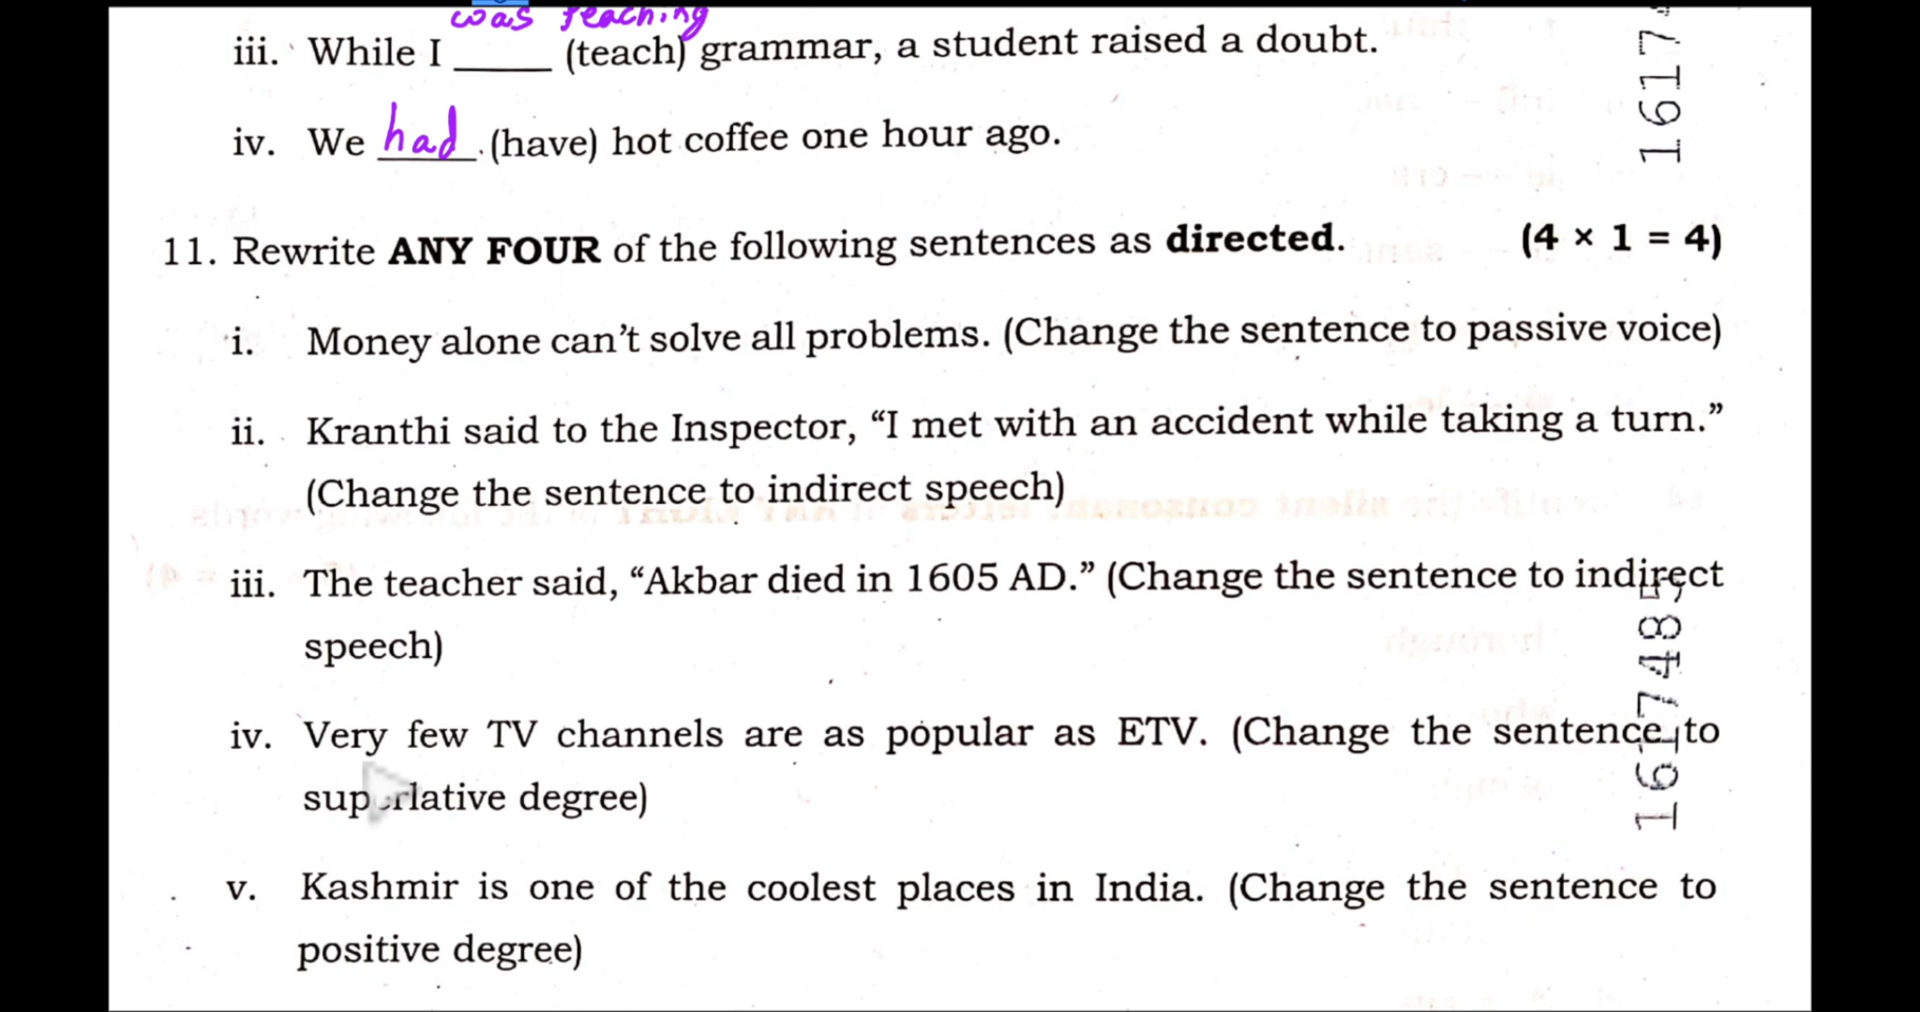 was teaching
iii. While I _____ (teach) grammar, a student raised a doubt.
iv. We had (have) hot coffee one hour ago.
1617
11. Rewrite ANY FOUR of the following sentences as directed. (4 × 1 = 4)
i. Money alone can't solve all problems. (Change the sentence to passive voice)
ii. Kranthi said to the Inspector, “I met with an accident while taking a turn.”
(Change the sentence to indirect speech)
iii. The teacher said, “Akbar died in 1605 AD.” (Change the sentence to indirect
speech)
iv. Very few TV channels are as popular as ETV. (Change the sentence to
superlative degree)
v. Kashmir is one of the coolest places in India. (Change the sentence to
positive degree)